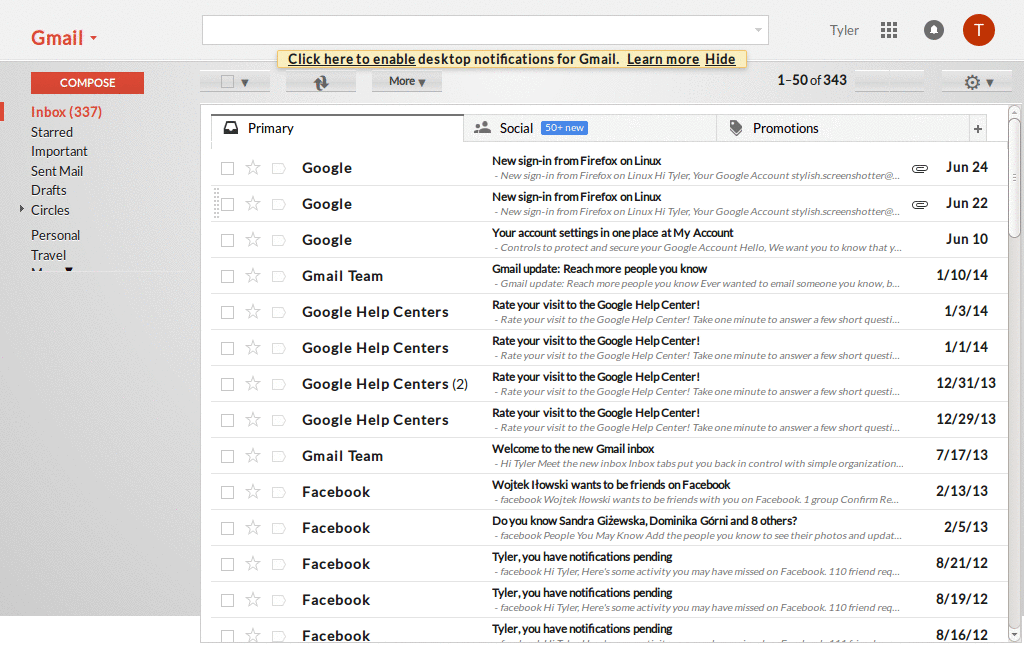 Gmail
Tyler
T
Click here to enable desktop notifications for Gmail. Learn more Hide
COMPOSE
More
1–50 of 343
Inbox (337)
Starred
Important
Sent Mail
Drafts
Circles
Personal
Travel
Primary
Social 50+ new
Promotions
+
Google New sign-in from Firefox on Linux Jun 24
- New sign-in from Firefox on Linux Hi Tyler, Your Google Account stylish.screenshotter@...
Google New sign-in from Firefox on Linux Jun 22
- New sign-in from Firefox on Linux Hi Tyler, Your Google Account stylish.screenshotter@...
Google Your account settings in one place at My Account Jun 10
- Controls to protect and secure your Google Account Hello, We want you to know that y...
Gmail Team Gmail update: Reach more people you know 1/10/14
- Gmail update: Reach more people you know Ever wanted to email someone you know, b...
Google Help Centers Rate your visit to the Google Help Center! 1/3/14
- Rate your visit to the Google Help Center! Take one minute to answer a few short questi...
Google Help Centers Rate your visit to the Google Help Center! 1/1/14
- Rate your visit to the Google Help Center! Take one minute to answer a few short questi...
Google Help Centers (2) Rate your visit to the Google Help Center! 12/31/13
- Rate your visit to the Google Help Center! Take one minute to answer a few short questi...
Google Help Centers Rate your visit to the Google Help Center! 12/29/13
- Rate your visit to the Google Help Center! Take one minute to answer a few short questi...
Gmail Team Welcome to the new Gmail inbox 7/17/13
- Hi Tyler Meet the new inbox Inbox tabs put you back in control with simple organization...
Facebook Wojtek Iłowski wants to be friends on Facebook 2/13/13
- facebook Wojtek Iłowski wants to be friends with you on Facebook. 1 group Confirm Re...
Facebook Do you know Sandra Giżewska, Dominika Górni and 8 others? 2/5/13
- facebook People You May Know Add the people you know to see their photos and updat...
Facebook Tyler, you have notifications pending 8/21/12
- facebook Hi Tyler, Here's some activity you may have missed on Facebook. 110 friend req...
Facebook Tyler, you have notifications pending 8/19/12
- facebook Hi Tyler, Here's some activity you may have missed on Facebook. 110 friend req...
Facebook Tyler, you have notifications pending 8/16/12